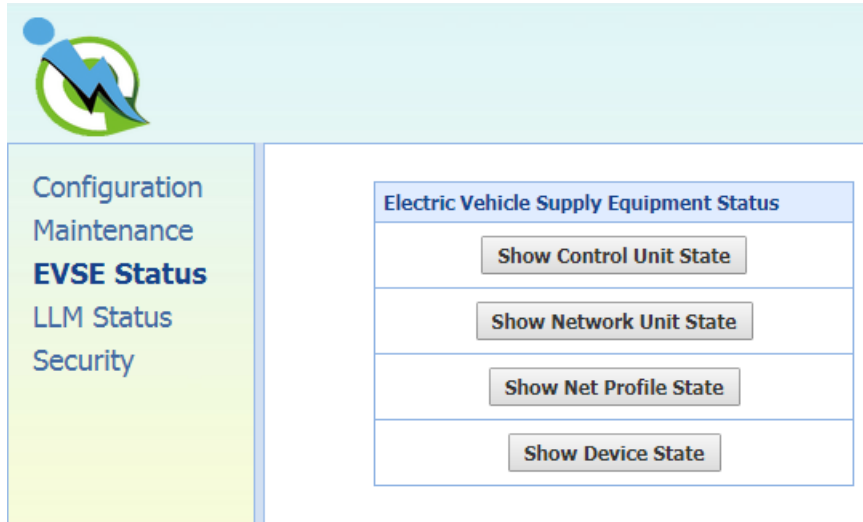 Configuration
Maintenance
EVSE Status
LLM Status
Security
Electric Vehicle Supply Equipment Status
Show Control Unit State
Show Network Unit State
Show Net Profile State
Show Device State